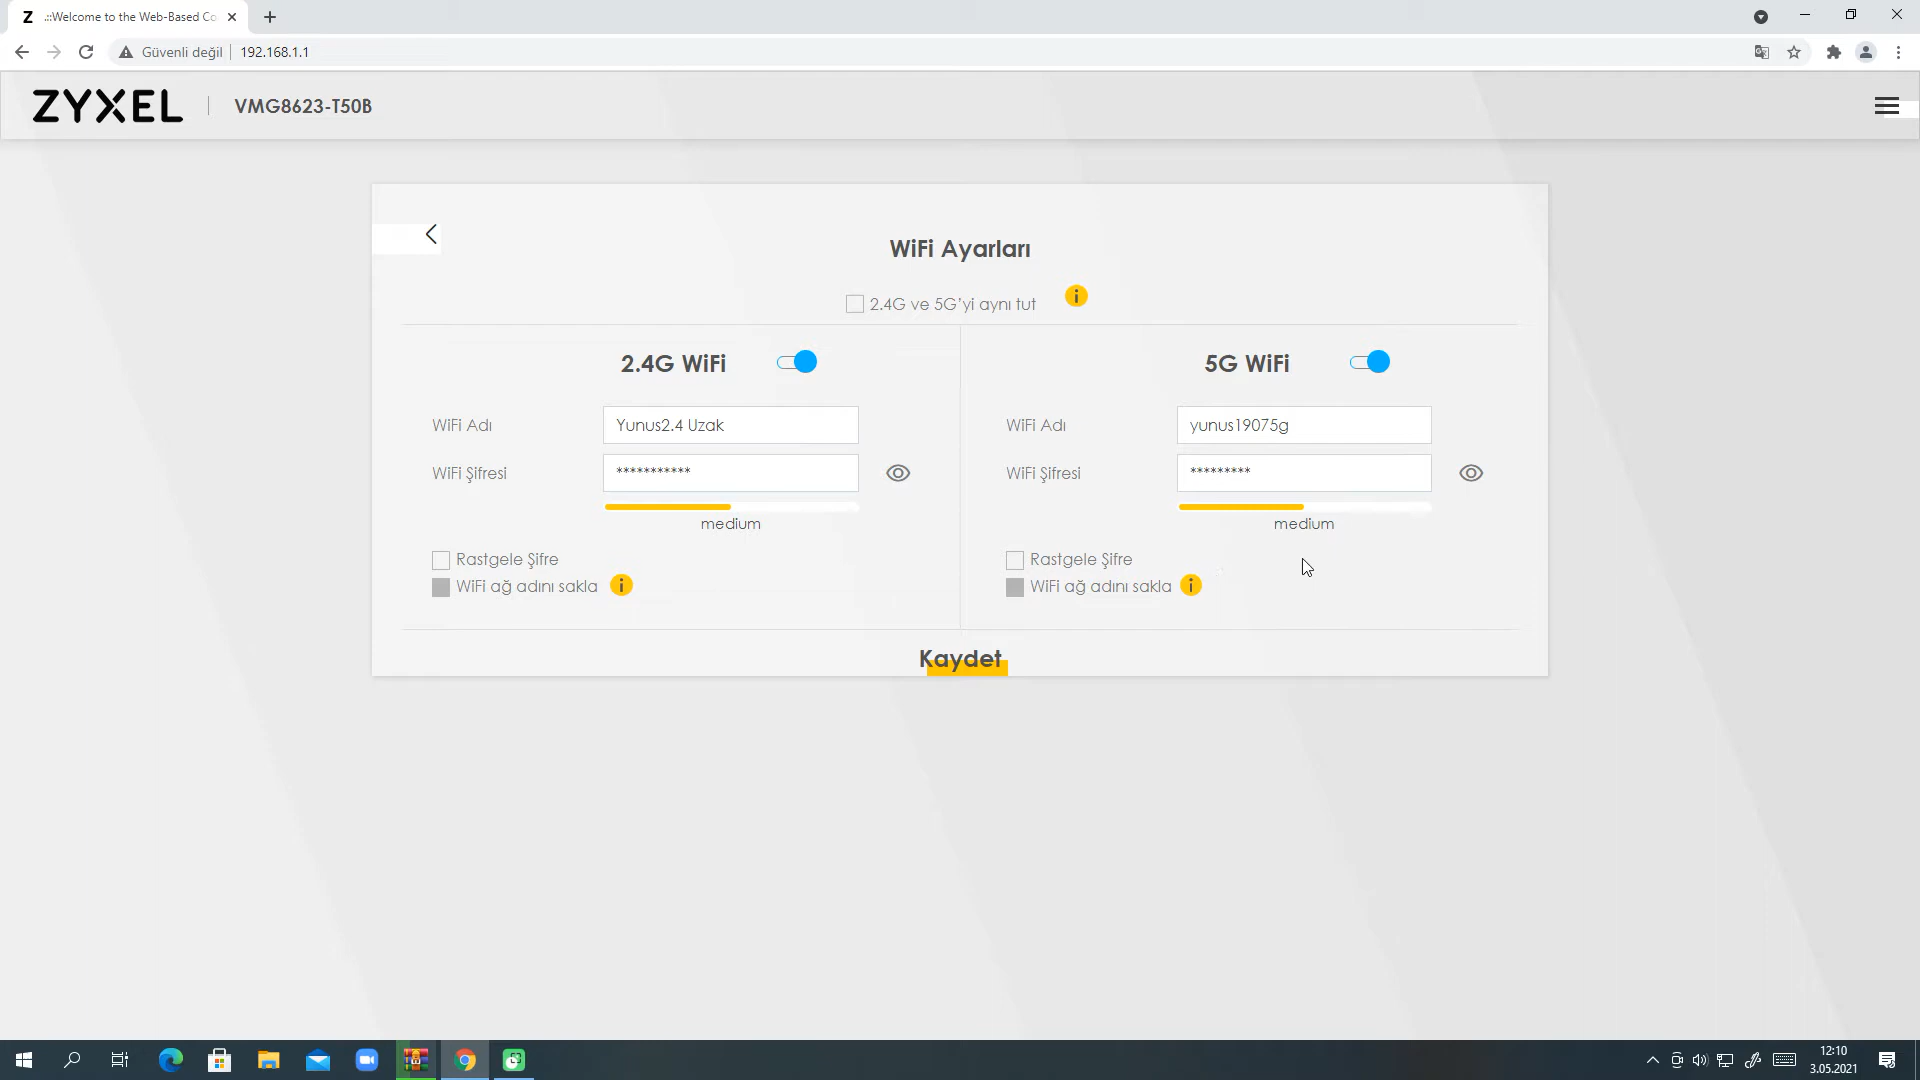 .::Welcome to the Web-Based Co
Güvenli değil
192.168.1.1
ZYXEL
VMG8623-T50B
WiFi Ayarları
2.4G ve 5G'yi aynı tut
i
2.4G WiFi
WiFi Adı
Yunus2.4 Uzak
WiFi Şifresi
***********
medium
Rastgele Şifre
WiFi ağ adını sakla
i
5G WiFi
WiFi Adı
yunus19075g
WiFi Şifresi
*********
medium
Rastgele Şifre
WiFi ağ adını sakla
i
Kaydet
12:10
3.05.2021